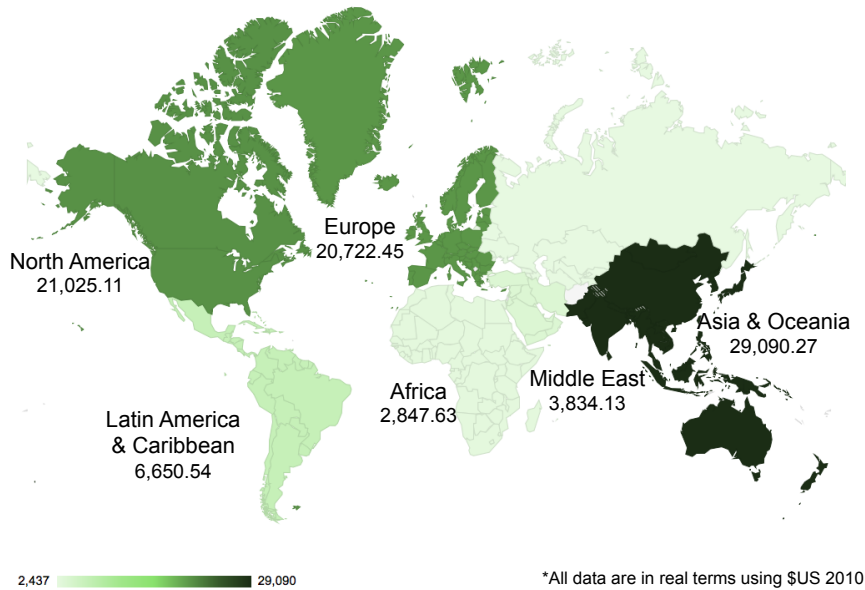 Europe
20,722.45
North America
21,025.11
Asia & Oceania
29,090.27
Middle East
3,834.13
Africa
2,847.63
Latin America
& Caribbean
6,650.54
2,437
29,090
*All data are in real terms using $US 2010